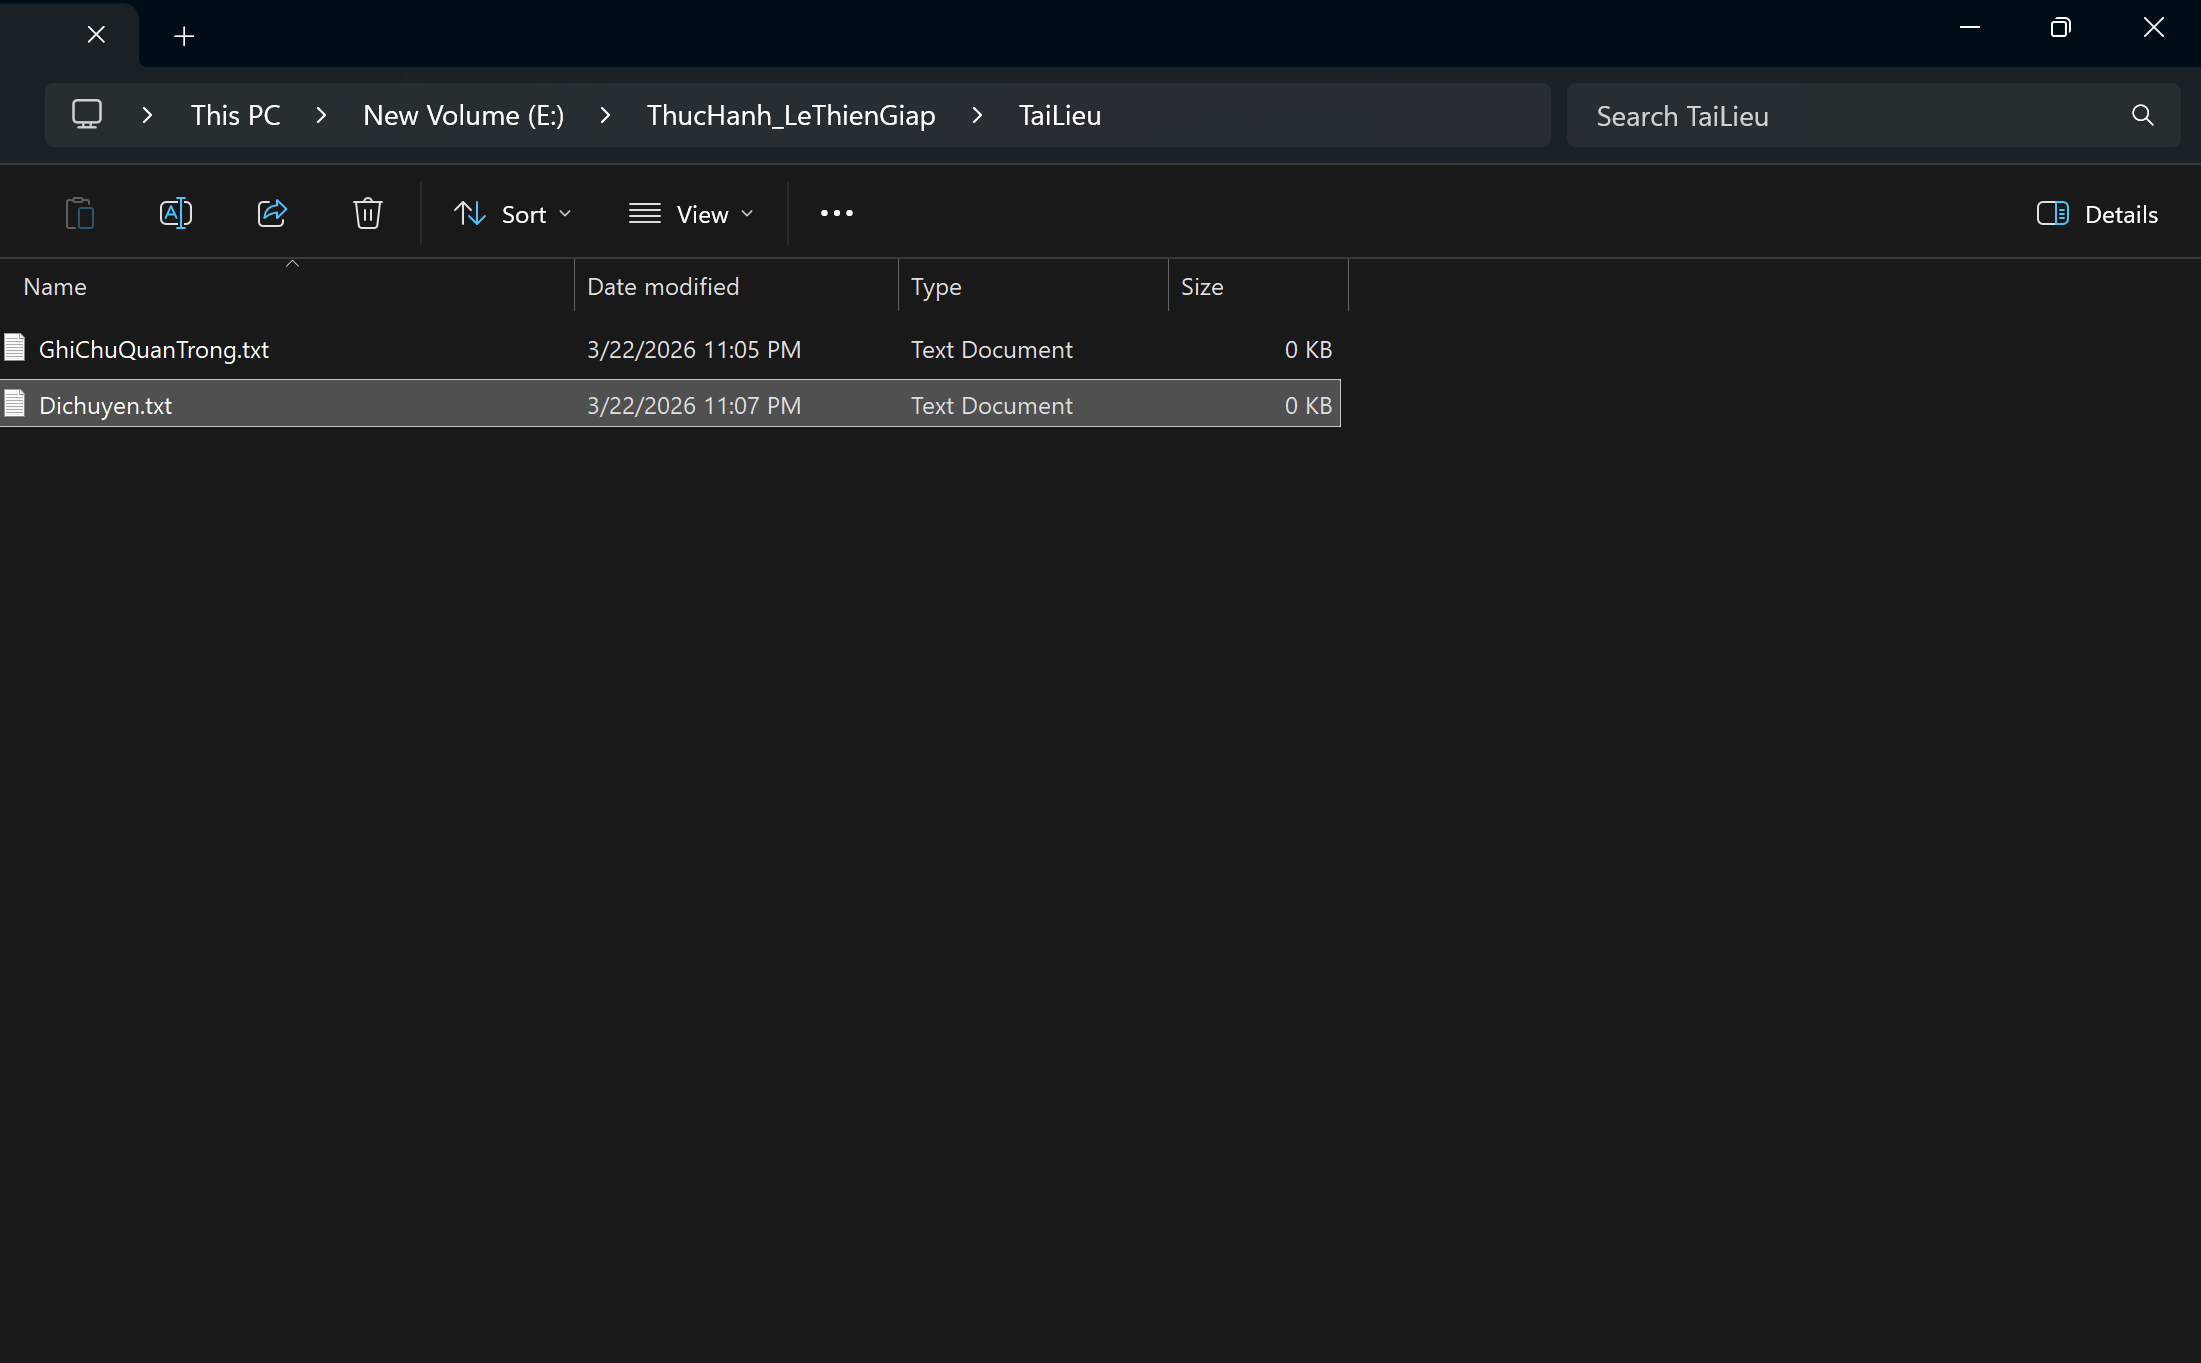 This PC > New Volume (E:) > ThucHanh_LeThienGiap > TaiLieu
Search TaiLieu
Sort
View
Details
Name Date modified Type Size
GhiChuQuanTrong.txt 3/22/2026 11:05 PM Text Document 0 KB
Dichuyen.txt 3/22/2026 11:07 PM Text Document 0 KB